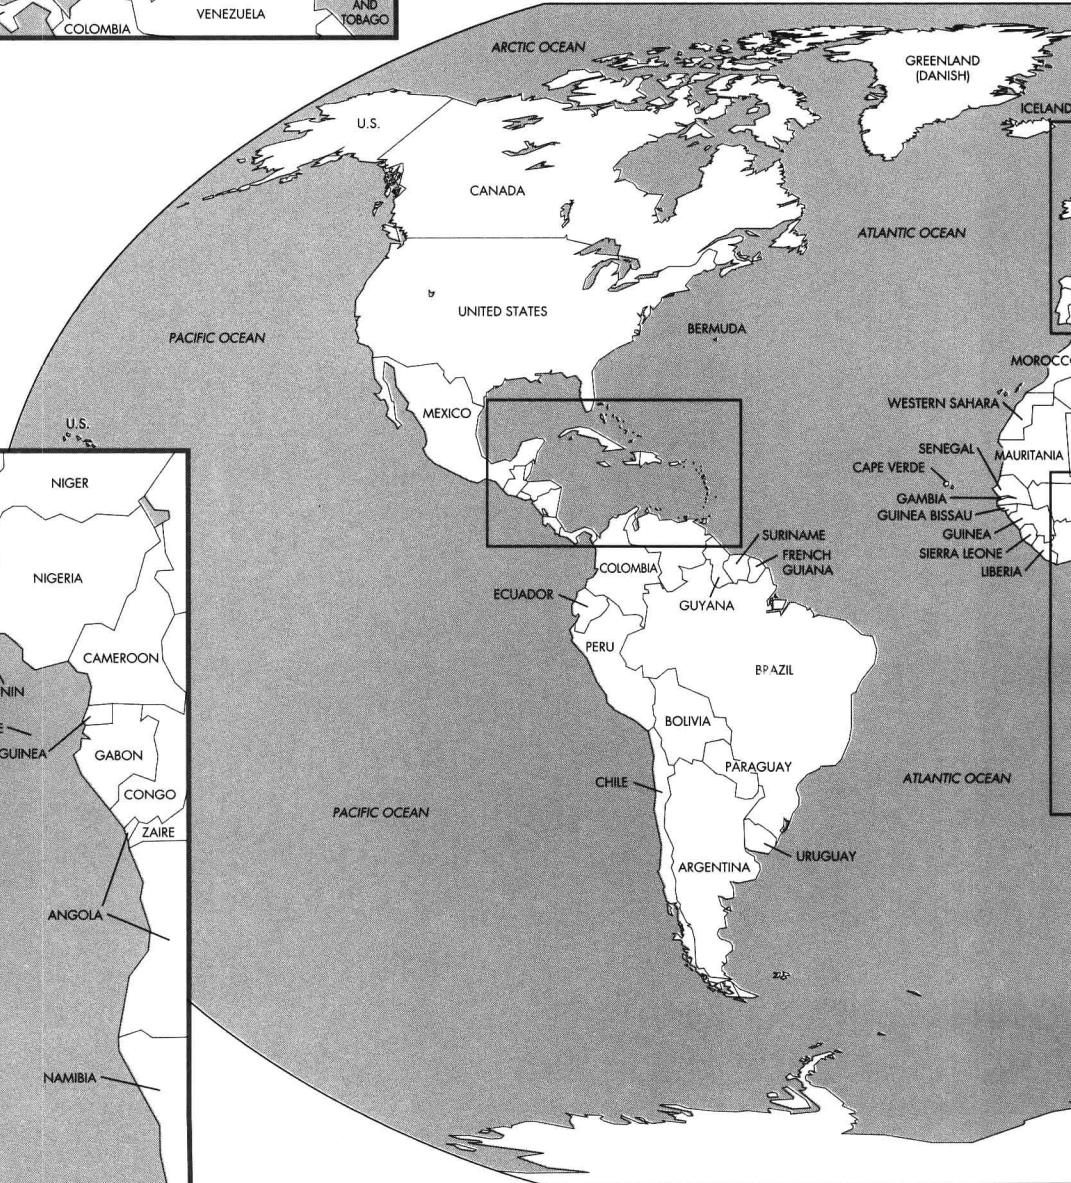 AND
TOBAGO
VENEZUELA
COLOMBIA
ARCTIC OCEAN
GREENLAND
(DANISH)
ICELAND
U.S.
CANADA
ATLANTIC OCEAN
UNITED STATES
BERMUDA
PACIFIC OCEAN
MOROCCO
MEXICO
WESTERN SAHARA
U.S.
SENEGAL
MAURITANIA
CAPE VERDE
NIGER
GAMBIA
GUINEA BISSAU
SURINAME
GUINEA
FRENCH
GUIANA
SIERRA LEONE
COLOMBIA
LIBERIA
NIGERIA
ECUADOR
GUYANA
PERU
CAMEROON
BRAZIL
NIN
BOLIVIA
E
GUINEA
GABON
PARAGUAY
CHILE
ATLANTIC OCEAN
CONGO
PACIFIC OCEAN
ZAIRE
URUGUAY
ARGENTINA
ANGOLA
NAMIBIA